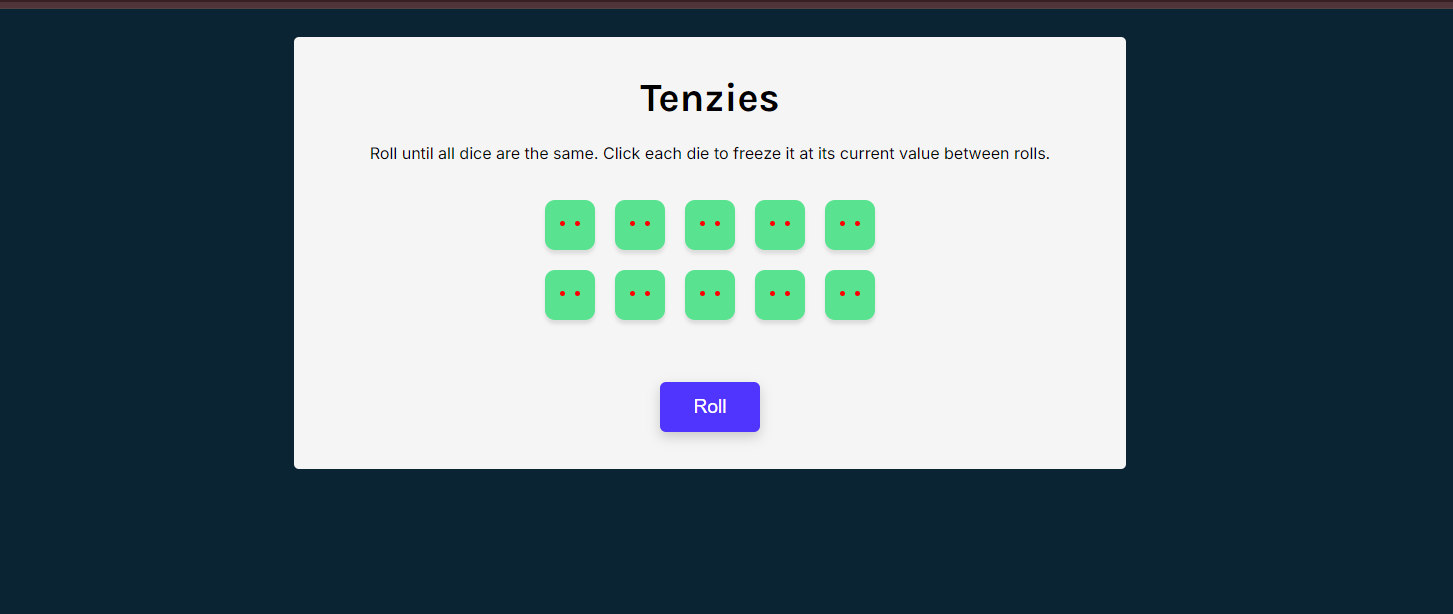 Tenzies
Roll until all dice are the same. Click each die to freeze it at its current value between rolls.
Roll